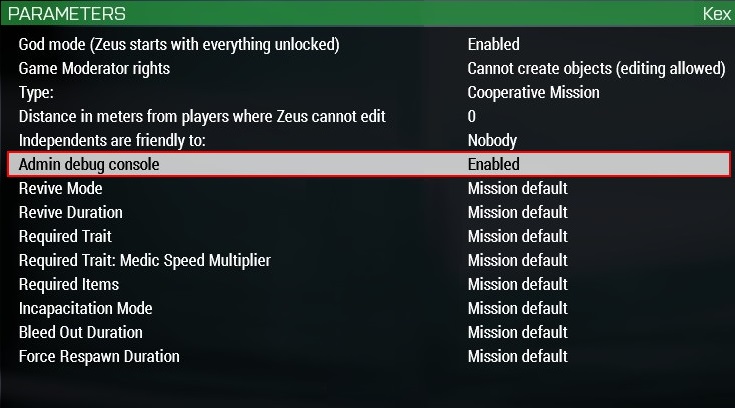 PARAMETERS Kex
God mode (Zeus starts with everything unlocked) Enabled
Game Moderator rights Cannot create objects (editing allowed)
Type: Cooperative Mission
Distance in meters from players where Zeus cannot edit 0
Independents are friendly to: Nobody
Admin debug console Enabled
Revive Mode Mission default
Revive Duration Mission default
Required Trait Mission default
Required Trait: Medic Speed Multiplier Mission default
Required Items Mission default
Incapacitation Mode Mission default
Bleed Out Duration Mission default
Force Respawn Duration Mission default